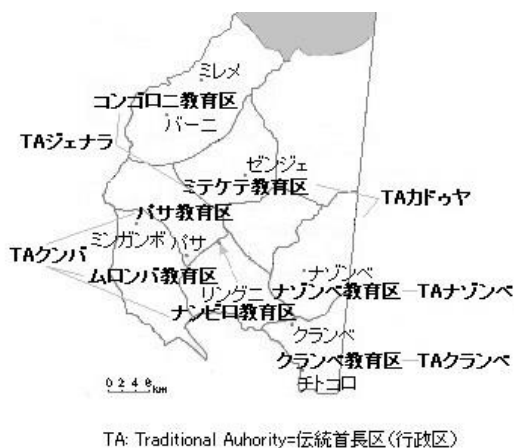 ミレメ
コンゴロニ教育区
バーニ
TAジェナラ
ゼンジェ
ミテケテ教育区
TAカドゥヤ
バサ教育区
ミンガンボ
バサ
TAクンバ
ムロンバ教育区
ナゾンベ
リングニ
ナゾンベ教育区―TAナゾンベ
ナンピロ教育区
クランベ
クランベ教育区―TAクランベ
チトコロ
0 2 4 6km
TA: Traditional Auhority=伝統首長区(行政区)